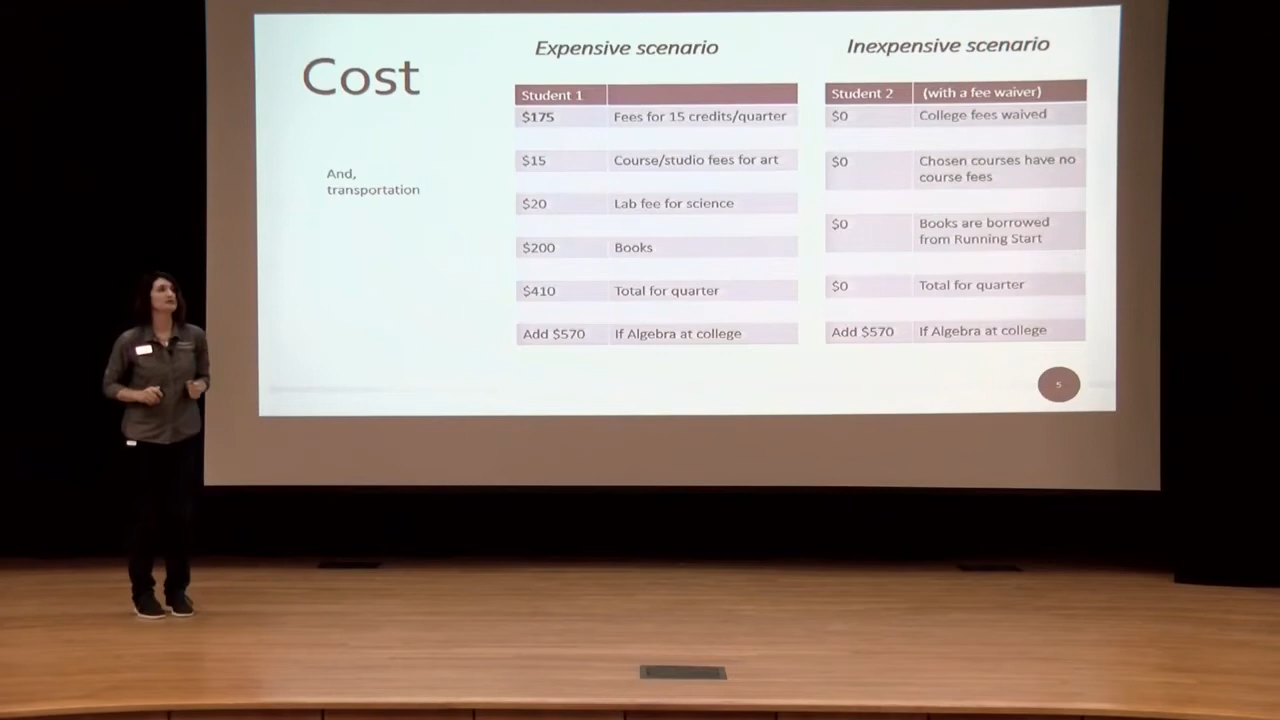 Cost
And,
transportation
Expensive scenario
Student 1
$175 Fees for 15 credits/quarter
$15 Course/studio fees for art
$20 Lab fee for science
$200 Books
$410 Total for quarter
Add $570 If Algebra at college
Inexpensive scenario
Student 2 (with a fee waiver)
$0 College fees waived
$0 Chosen courses have no
course fees
$0 Books are borrowed
from Running Start
$0 Total for quarter
Add $570 If Algebra at college
5